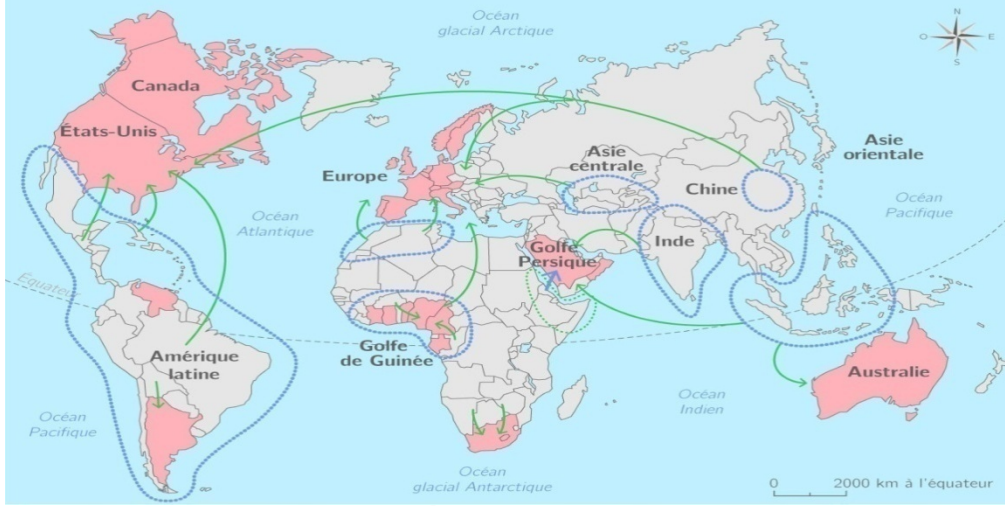 Océan
glacial Arctique
N
O
E
S
Canada
États-Unis
Asie
orientale
Asie
centrale
Europe
Chine
Océan
Pacifique
Océan
Atlantique
Inde
Golfe
Persique
Équateur
Golfe
de Guinée
Amérique
latine
Australie
Océan
Indien
Océan
Pacifique
Océan
glacial Antarctique
0
2000 km à l'équateur